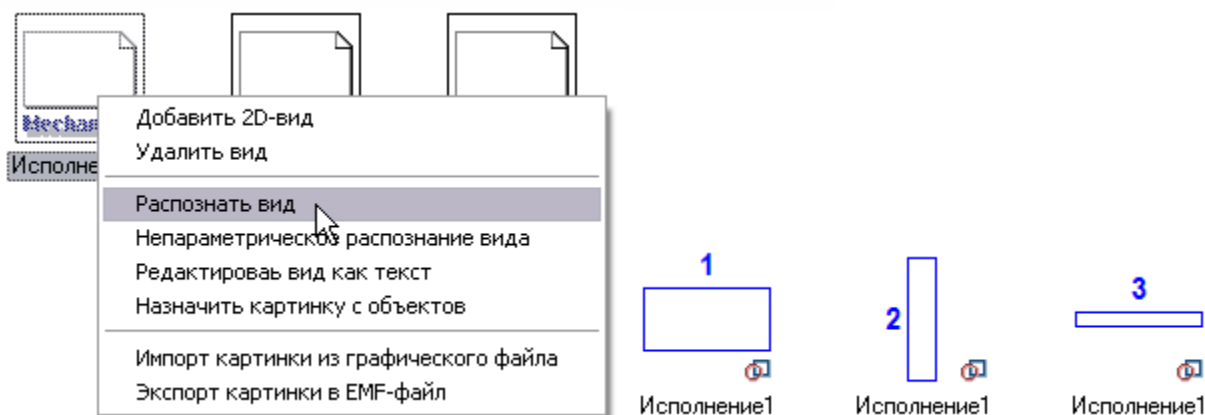 Mechan
Исполне
Добавить 2D-вид
Удалить вид
Распознать вид
Непараметрическое распознание вида
Редактироваь вид как текст
Назначить картинку с объектов
Импорт картинки из графического файла
Экспорт картинки в EMF-файл
1
2
3
Исполнение1
Исполнение1
Исполнение1